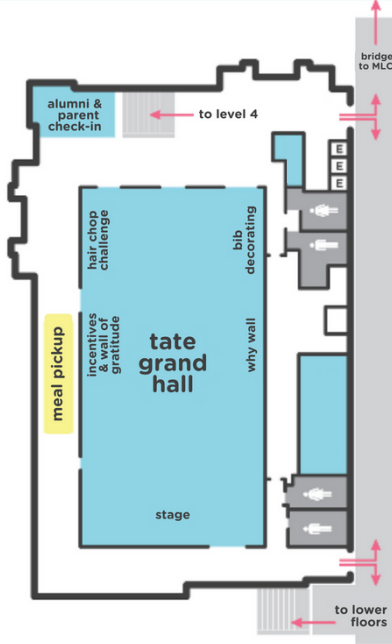 bridge
to MLC
alumni &
parent
check-in
to level 4
E
E
E
hair chop
challenge
bib
decorating
meal pickup
incentives
& wall of
gratitude
tate
grand
hall
why wall
stage
to lower
floors